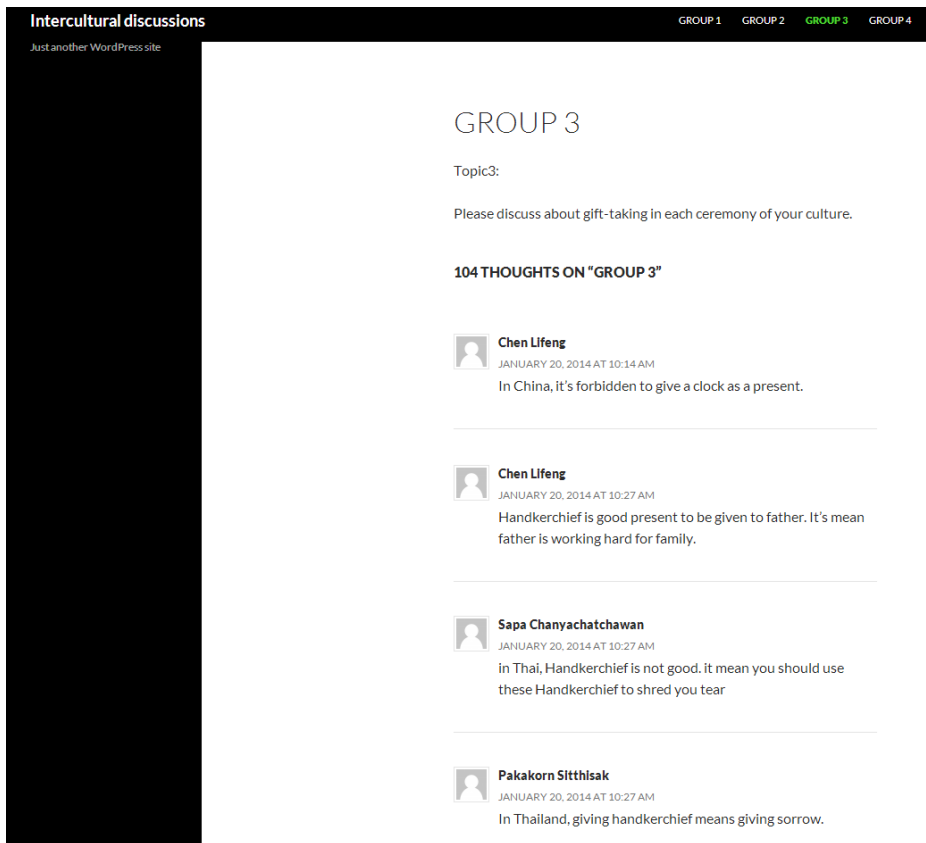 Intercultural discussions
GROUP 1 GROUP 2 GROUP 3 GROUP 4
Just another WordPress site
GROUP 3
Topic3:
Please discuss about gift-taking in each ceremony of your culture.
104 THOUGHTS ON “GROUP 3”
Chen Lifeng
JANUARY 20, 2014 AT 10:14 AM
In China, it’s forbidden to give a clock as a present.
Chen Lifeng
JANUARY 20, 2014 AT 10:27 AM
Handkerchief is good present to be given to father. It’s mean
father is working hard for family.
Sapa Chanyachatchawan
JANUARY 20, 2014 AT 10:27 AM
in Thai, Handkerchief is not good. it mean you should use
these Handkerchief to shred you tear
Pakakorn Sitthisak
JANUARY 20, 2014 AT 10:27 AM
In Thailand, giving handkerchief means giving sorrow.